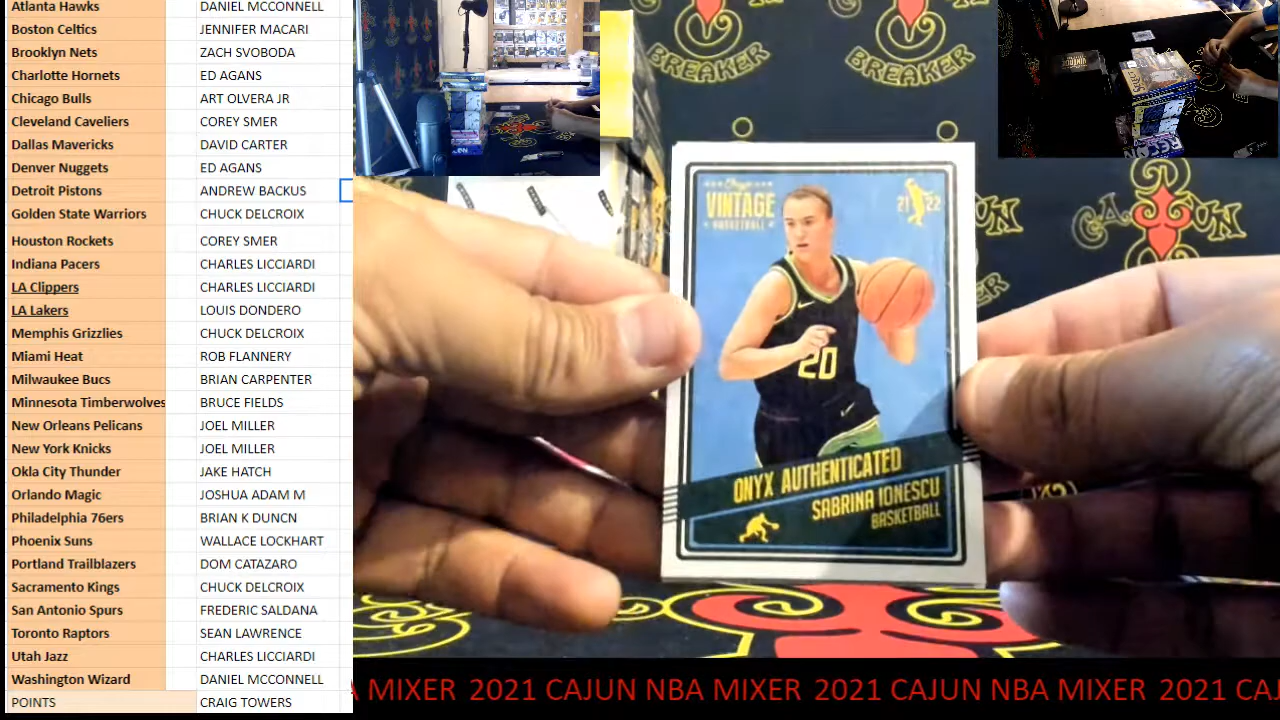 Atlanta Hawks DANIEL MCCONNELL
Boston Celtics JENNIFER MACARI
Brooklyn Nets
Charlotte Hornets ED AGANS
Chicago Bulls ART OLVERA JR
Cleveland Caveliers COREY SMER
Dallas Mavericks DAVID CARTER
Denver Nuggets ED AGANS
Detroit Pistons ANDREW BACKUS
Golden State Warriors CHUCK DELCROIX
Houston Rockets COREY SMER
Indiana Pacers CHARLES LICCIARDI
LA Clippers CHARLES LICCIARDI
LA Lakers LOUIS DONDERO
Memphis Grizzlies CHUCK DELCROIX
Miami Heat ROB FLANNERY
Milwaukee Bucs BRIAN CARPENTER
Minnesota Timberwolves BRUCE FIELDS
New Orleans Pelicans JOEL MILLER
New York Knicks JOEL MILLER
Okla City Thunder JAKE HATCH
Orlando Magic JOSHUA ADAM M
Philadelphia 76ers BRIAN K DUNCN
Phoenix Suns WALLACE LOCKHART
Portland Trailblazers DOM CATAZARO
Sacramento Kings CHUCK DELCROIX
San Antonio Spurs FREDERIC SALDANA
Toronto Raptors SEAN LAWRENCE
Utah Jazz CHARLES LICCIARDI
Washington Wizard DANIEL MCCONNELL
POINTS CRAIG TOWERS
BREAKER
BREAKER
VINTAGE
BASKETBALL
21 22
20
ONYX AUTHENTICATED
SABRINA IONESCU
BASKETBALL
MIXER 2021 CAJUN NBA MIXER 2021 CAJUN NBA MIXER 2021